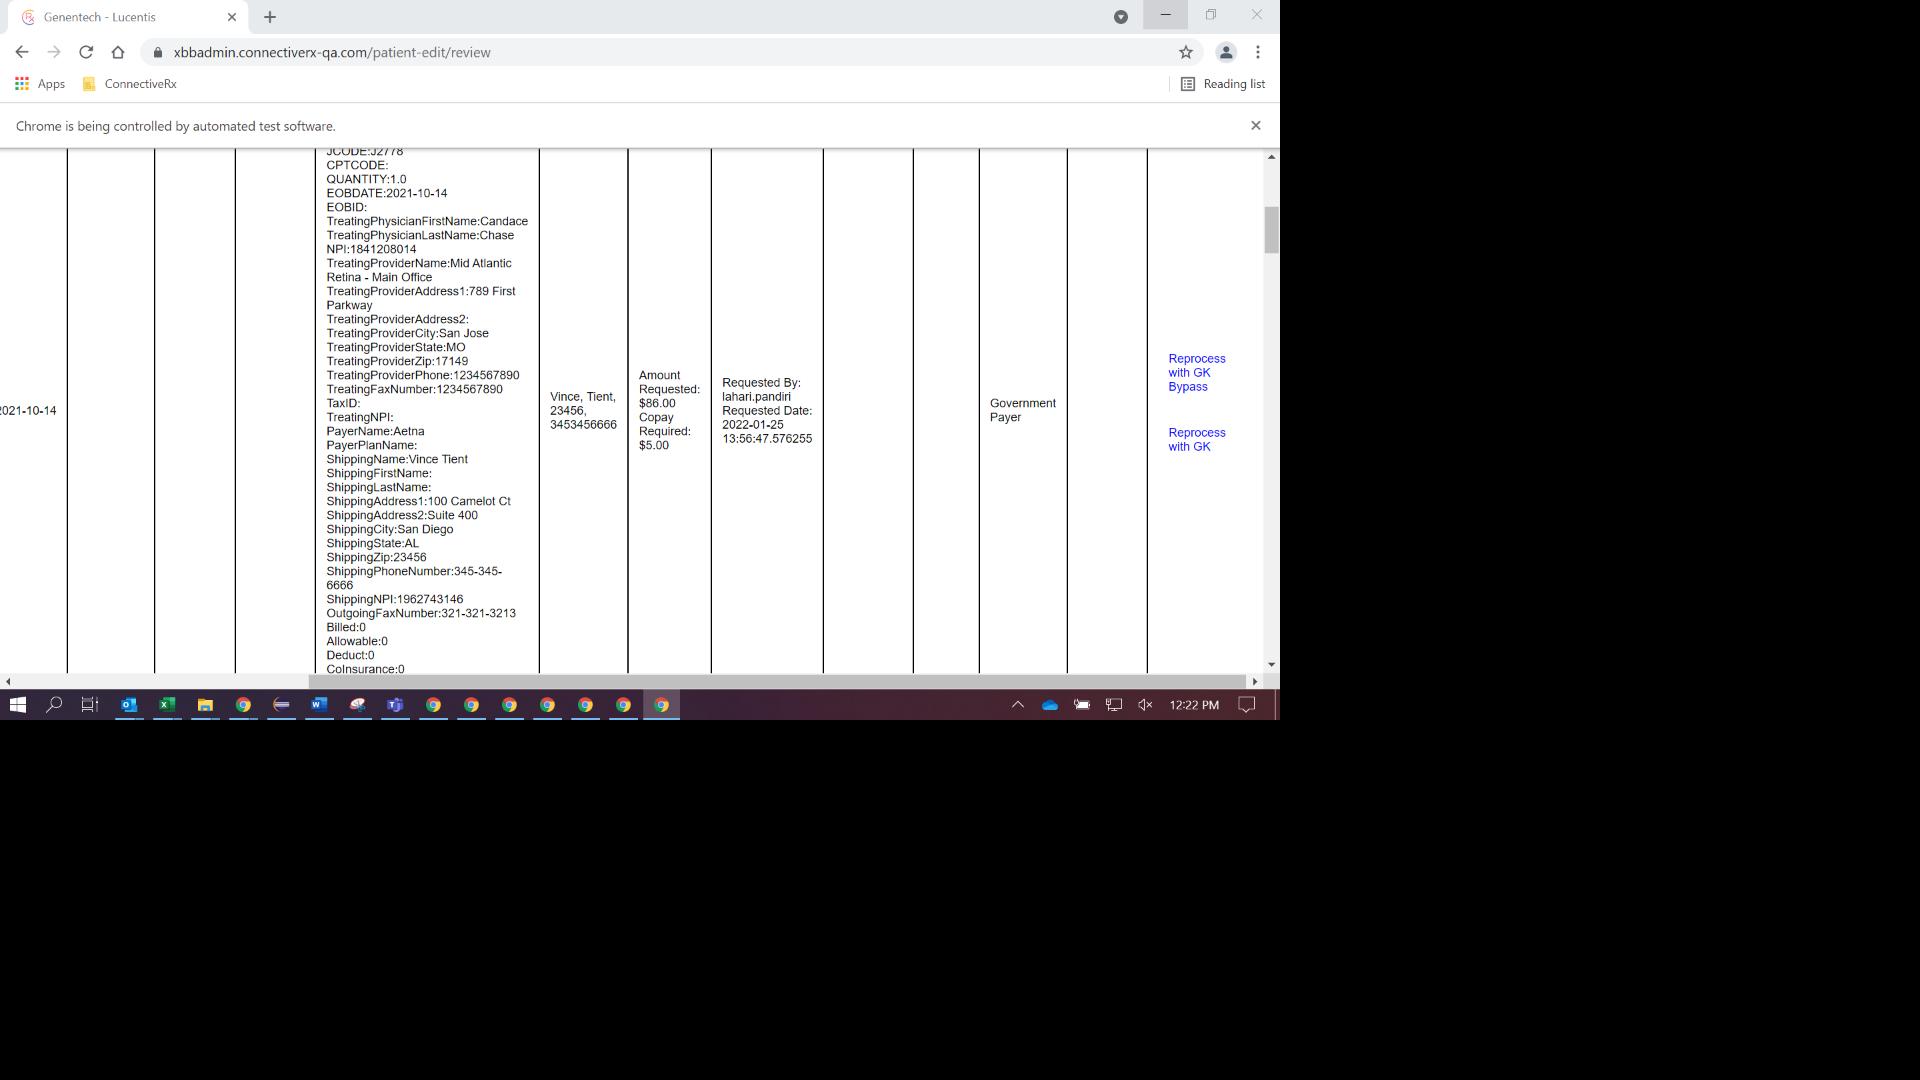 Genentech - Lucentis
xbbadmin.connectiverx-qa.com/patient-edit/review
Apps
ConnectiveRx
Reading list
Chrome is being controlled by automated test software.
2021-10-14
JCODE:J2778
CPTCODE:
QUANTITY:1.0
EOBDATE:2021-10-14
EOBID:
TreatingPhysicianFirstName:Candace
TreatingPhysicianLastName:Chase
NPI:1841208014
TreatingProviderName:Mid Atlantic
Retina - Main Office
TreatingProviderAddress1:789 First
Parkway
TreatingProviderAddress2:
TreatingProviderCity:San Jose
TreatingProviderState:MO
TreatingProviderZip:17149
TreatingProviderPhone:1234567890
TreatingFaxNumber:1234567890
TaxID:
TreatingNPI:
PayerName:Aetna
PayerPlanName:
ShippingName:Vince Tient
ShippingFirstName:
ShippingLastName:
ShippingAddress1:100 Camelot Ct
ShippingAddress2:Suite 400
ShippingCity:San Diego
ShippingState:AL
ShippingZip:23456
ShippingPhoneNumber:345-345-
6666
ShippingNPI:1962743146
OutgoingFaxNumber:321-321-3213
Billed:0
Allowable:0
Deduct:0
CoInsurance:0
Vince, Tient,
23456,
3453456666
Amount
Requested:
$86.00
Copay
Required:
$5.00
Requested By:
lahari.pandiri
Requested Date:
2022-01-25
13:56:47.576255
Government
Payer
Reprocess
with GK
Bypass
Reprocess
with GK
12:22 PM